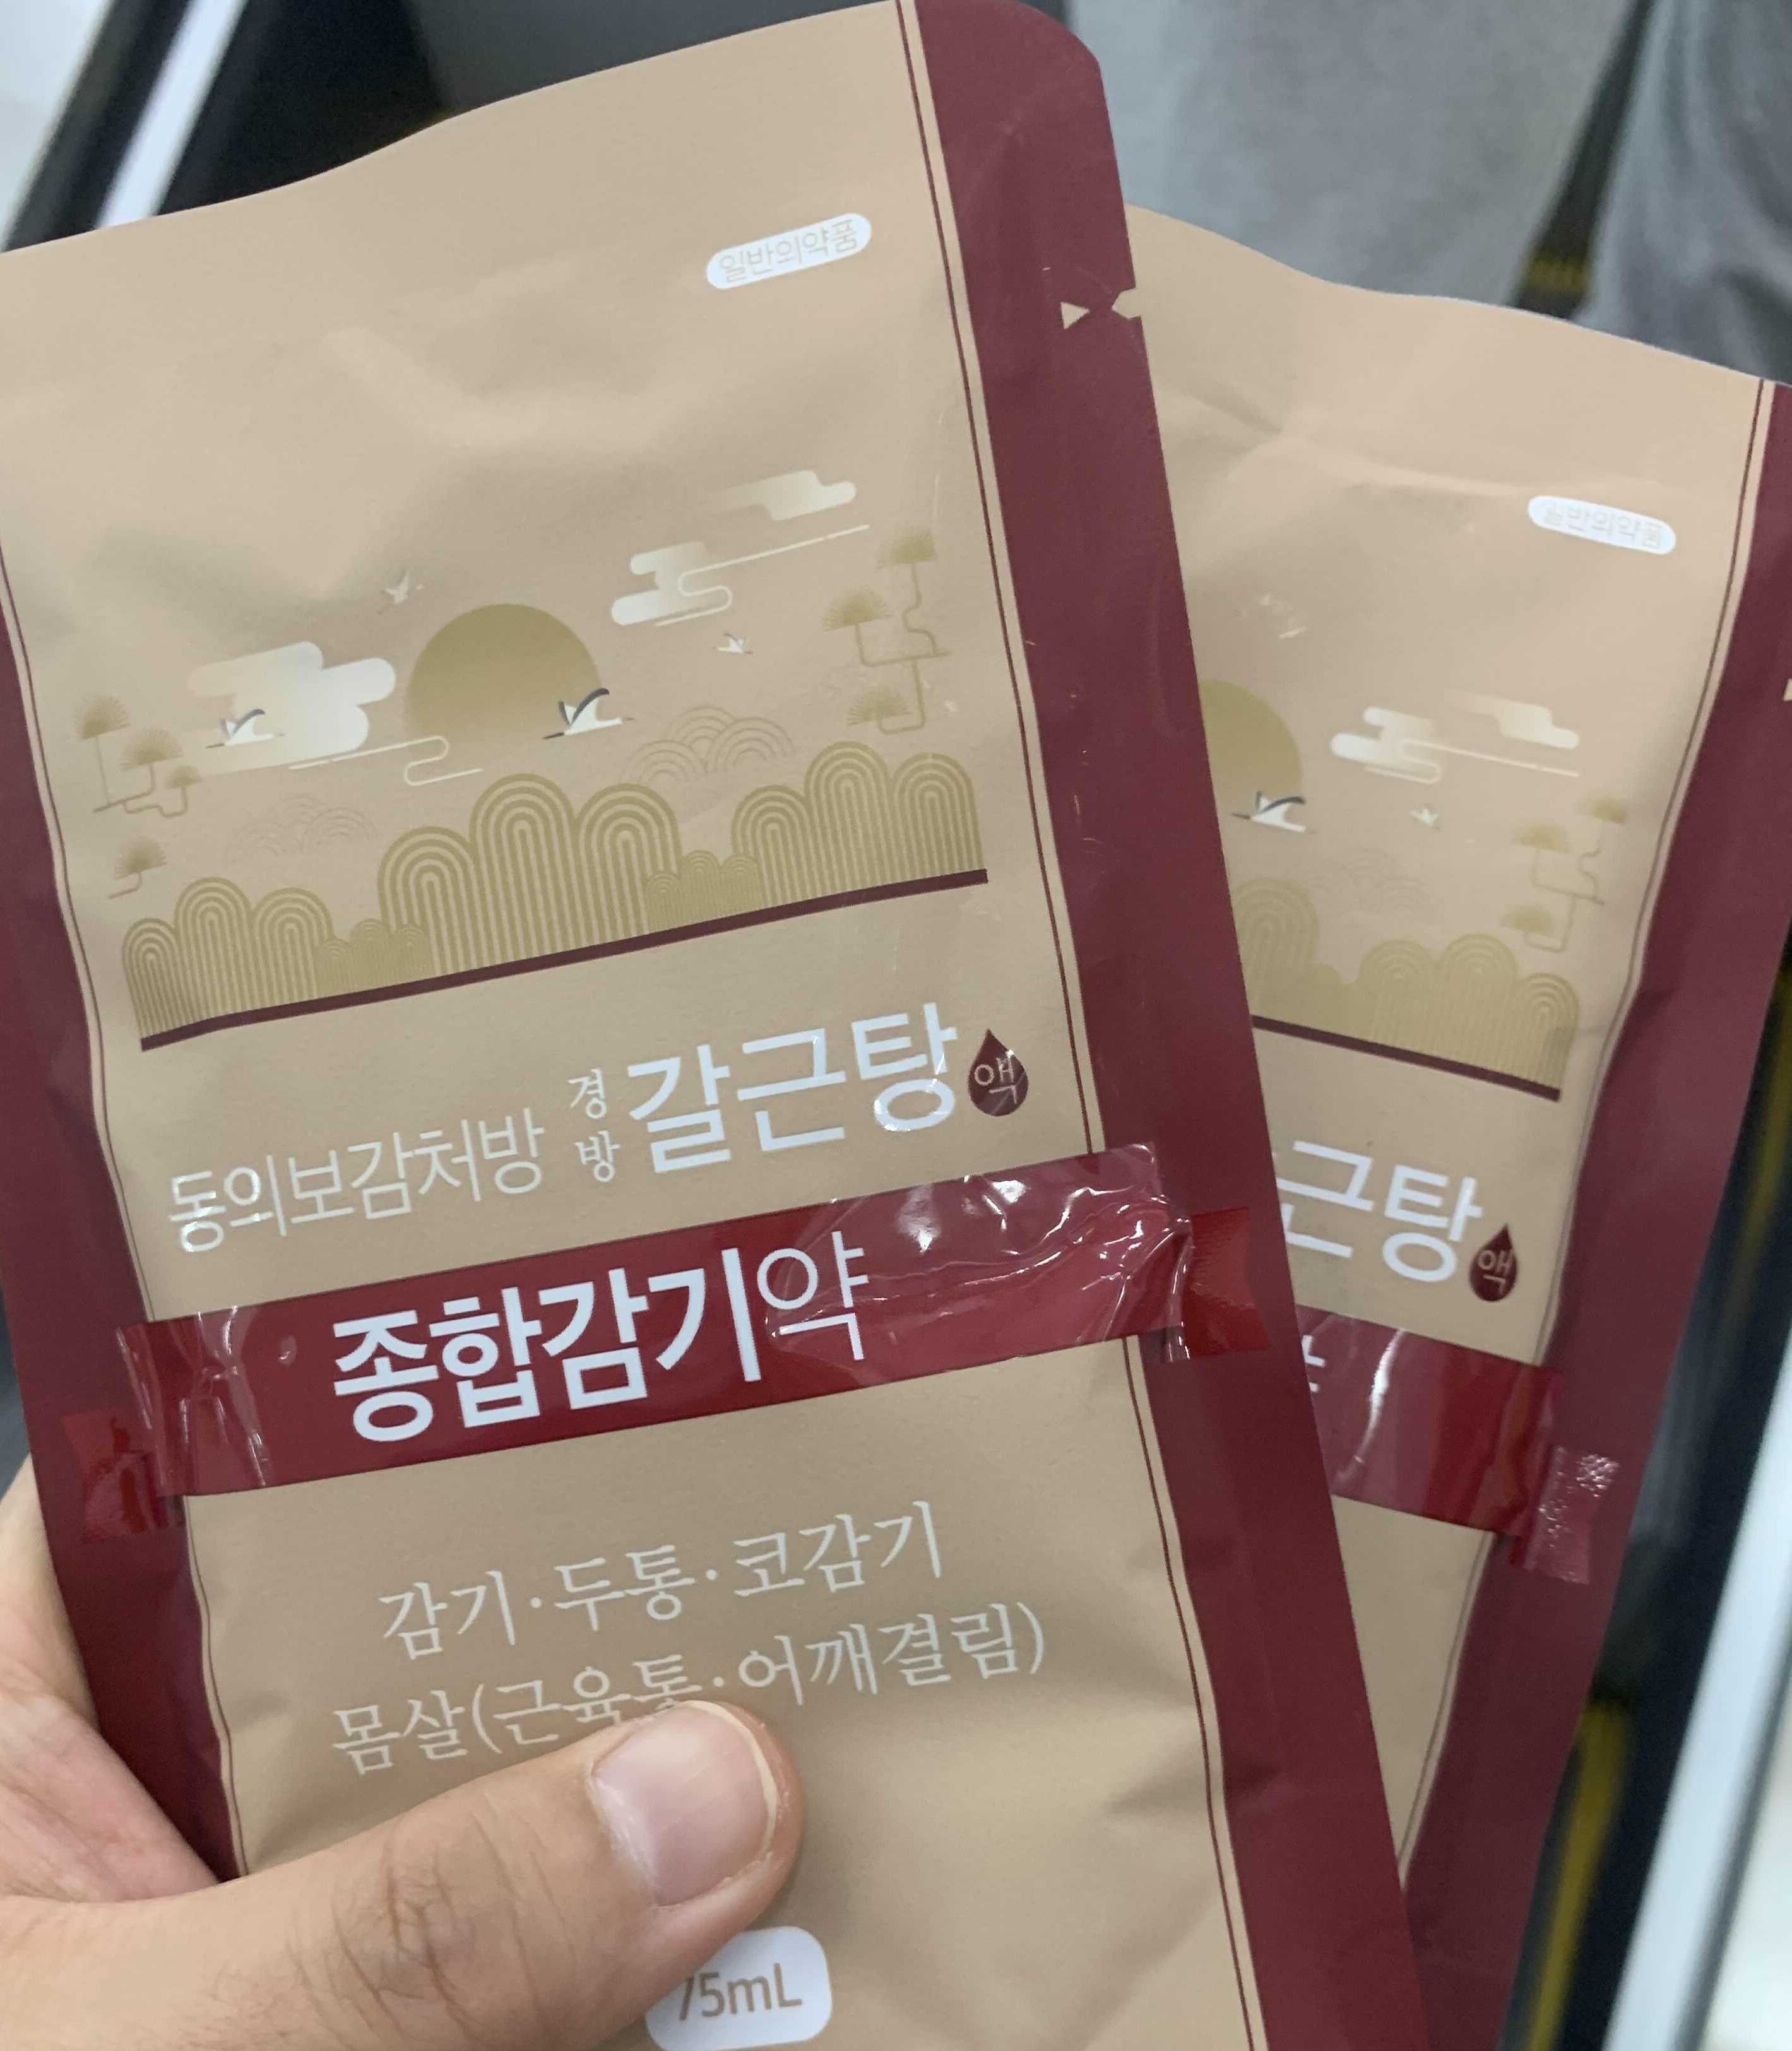 일반의약품
동의보감처방 경방 갈근탕 액
종합감기약
감기·두통·코감기
몸살(근육통·어깨결림)
75mL
일반의약품
근탕 액